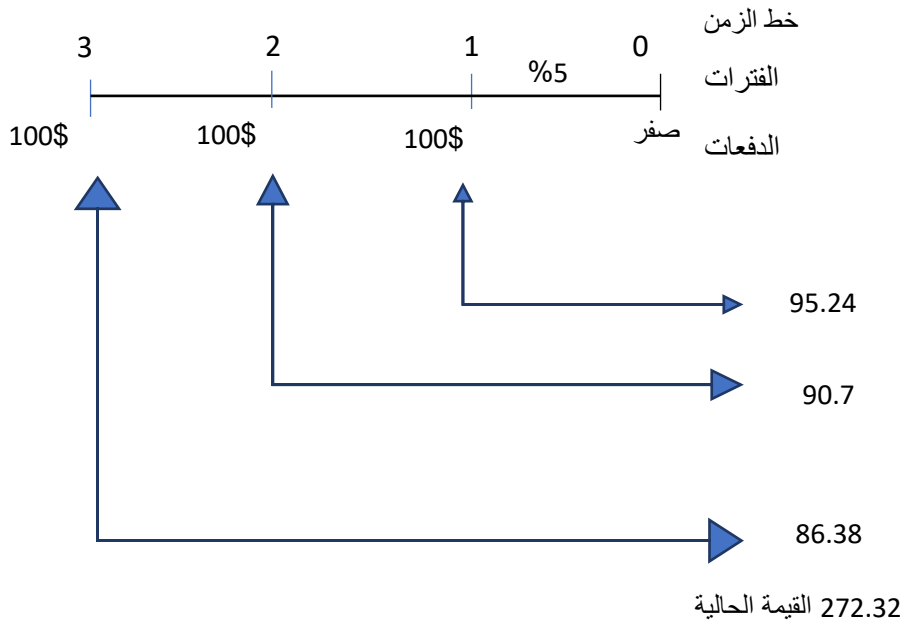 خط الزمن
0 1 2 3
الفترات
%5
صفر
الدفعات
100$ 100$ 100$
95.24
90.7
86.38
272.32 القيمة الحالية